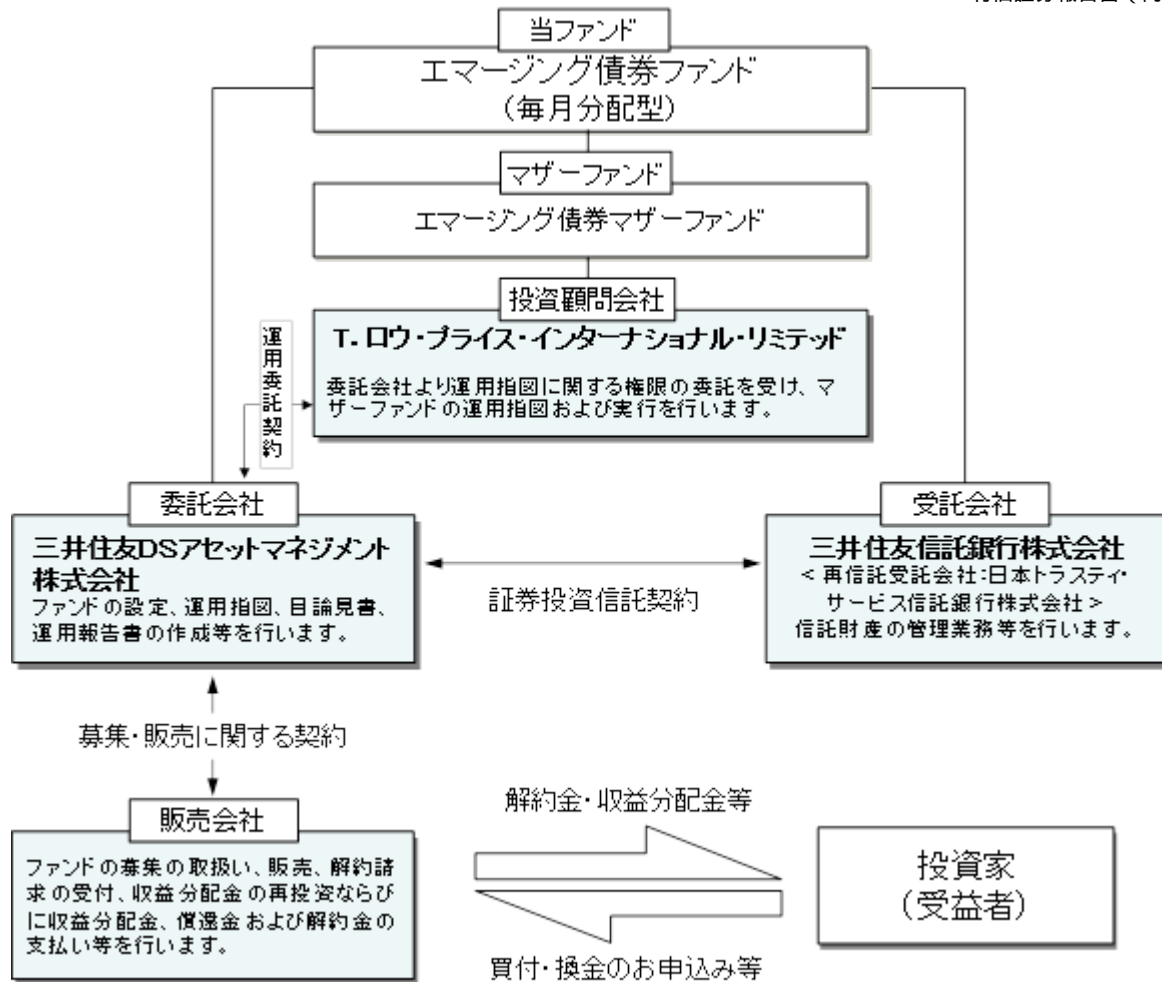 当ファンド
エマージング債券ファンド
（毎月分配型）
マザーファンド
エマージング債券マザーファンド
投資顧問会社
T.ロウ・プライス・インターナショナル・リミテッド
委託会社より運用指図に関する権限の委託を受け、マ
ザーファンドの運用指図および実行を行います。
運用委託契約
委託会社
三井住友DSアセットマネジメント
株式会社
ファンドの設定、運用指図、目論見書、
運用報告書の作成等を行います。
証券投資信託契約
受託会社
三井住友信託銀行株式会社
＜再信託受託会社：日本トラスティ・
サービス信託銀行株式会社＞
信託財産の管理業務等を行います。
募集・販売に関する契約
販売会社
ファンドの募集の取扱い、販売、解約請
求の受付、収益分配金の再投資ならび
に収益分配金、償還金および解約金の
支払い等を行います。
解約金・収益分配金等
買付・換金のお申込み等
投資家
（受益者）